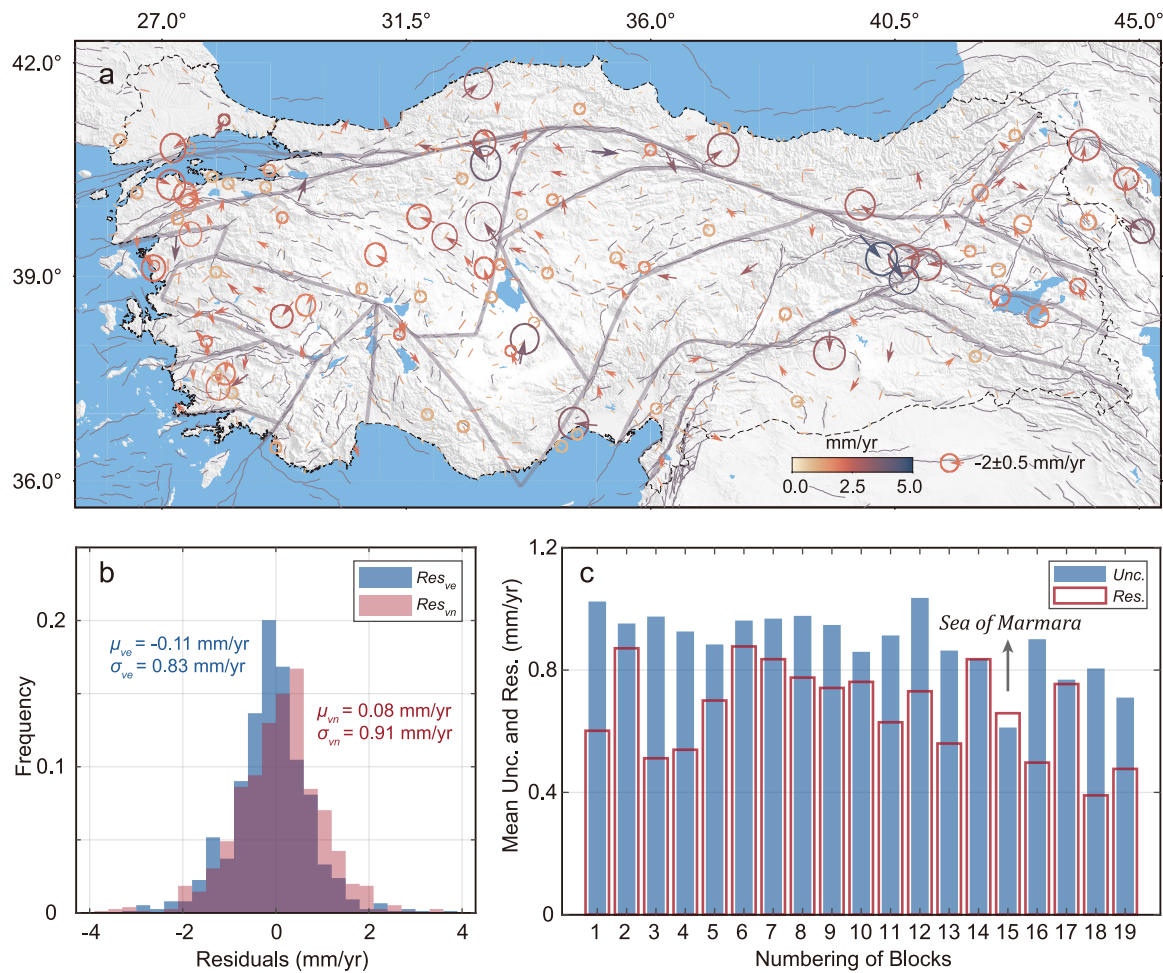 27.0° 31.5° 36.0° 40.5° 45.0°
42.0°
a
39.0°
36.0°
mm/yr
0.0 2.5 5.0
-2±0.5 mm/yr
b
Res_ve
Res_vn
μ_ve = -0.11 mm/yr
σ_ve = 0.83 mm/yr
μ_vn = 0.08 mm/yr
σ_vn = 0.91 mm/yr
0.2
0.1
0
Frequency
-4 -2 0 2 4
Residuals (mm/yr)
c
Unc.
Res.
Sea of Marmara
1.2
0.8
0.4
0
Mean Unc. and Res. (mm/yr)
1 2 3 4 5 6 7 8 9 10 11 12 13 14 15 16 17 18 19
Numbering of Blocks